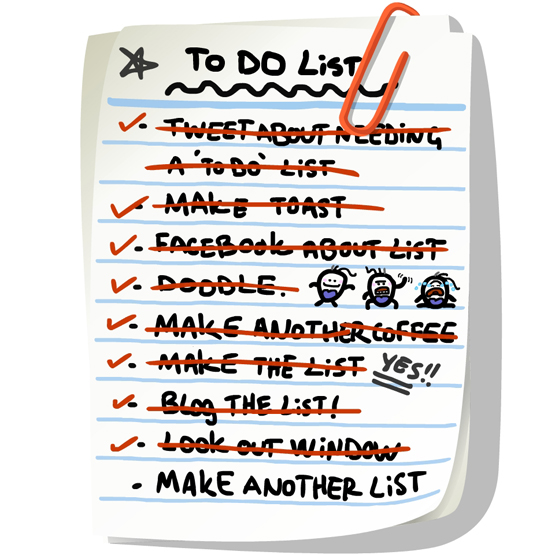 TO DO LIST
- TWEET ABOUT NEEDING
A 'TO DO' LIST
- MAKE TOAST
- FACEBOOK ABOUT LIST
- DOODLE.
- MAKE ANOTHER COFFEE
- MAKE THE LIST YES!!
- BLOG THE LIST!
- LOOK OUT WINDOW
- MAKE ANOTHER LIST